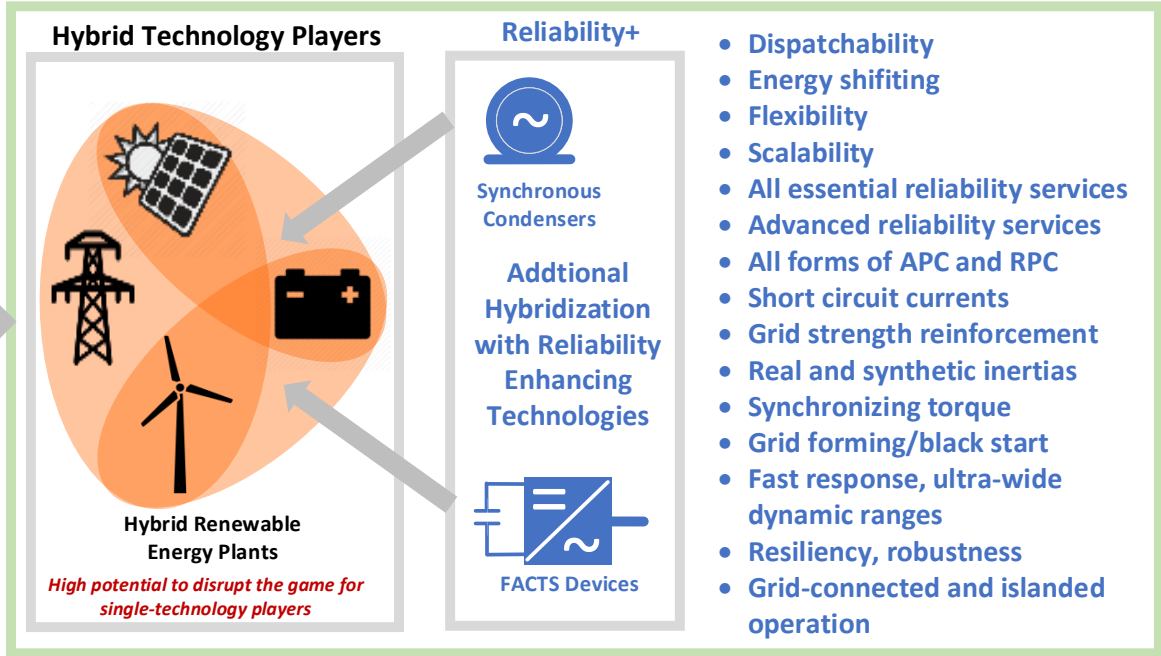 Hybrid Technology Players
Hybrid Renewable
Energy Plants
High potential to disrupt the game for
single-technology players
Reliability+
~
Synchronous
Condensers
Addtional
Hybridization
with Reliability
Enhancing
Technologies
~
FACTS Devices
• Dispatchability
• Energy shifiting
• Flexibility
• Scalability
• All essential reliability services
• Advanced reliability services
• All forms of APC and RPC
• Short circuit currents
• Grid strength reinforcement
• Real and synthetic inertias
• Synchronizing torque
• Grid forming/black start
• Fast response, ultra-wide
dynamic ranges
• Resiliency, robustness
• Grid-connected and islanded
operation